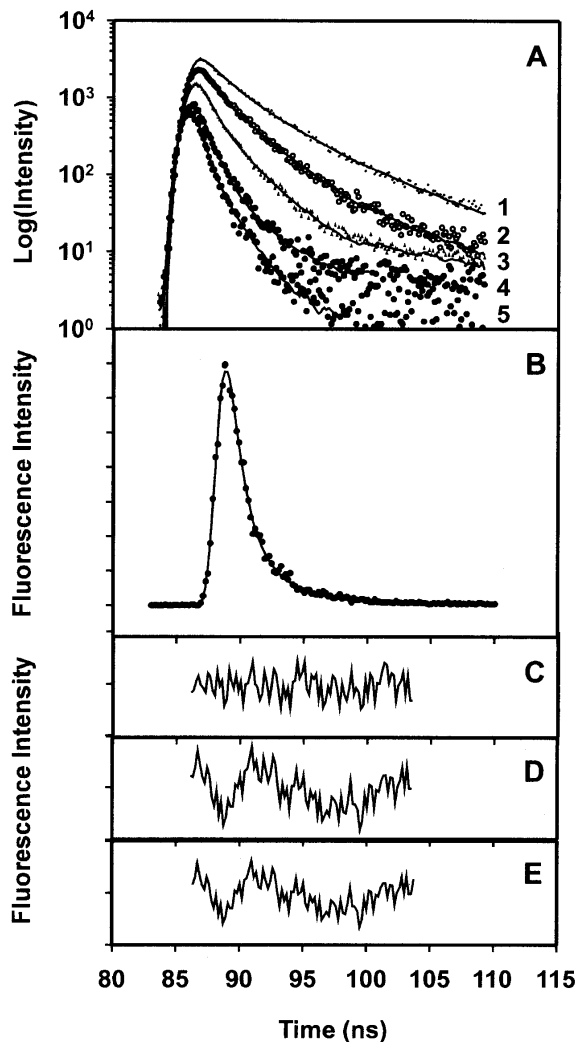 A
Log(Intensity)
10⁴
10³
10²
10¹
10⁰
1
2
3
4
5
B
Fluorescence Intensity
C
D
E
Fluorescence Intensity
80 85 90 95 100 105 110 115
Time (ns)